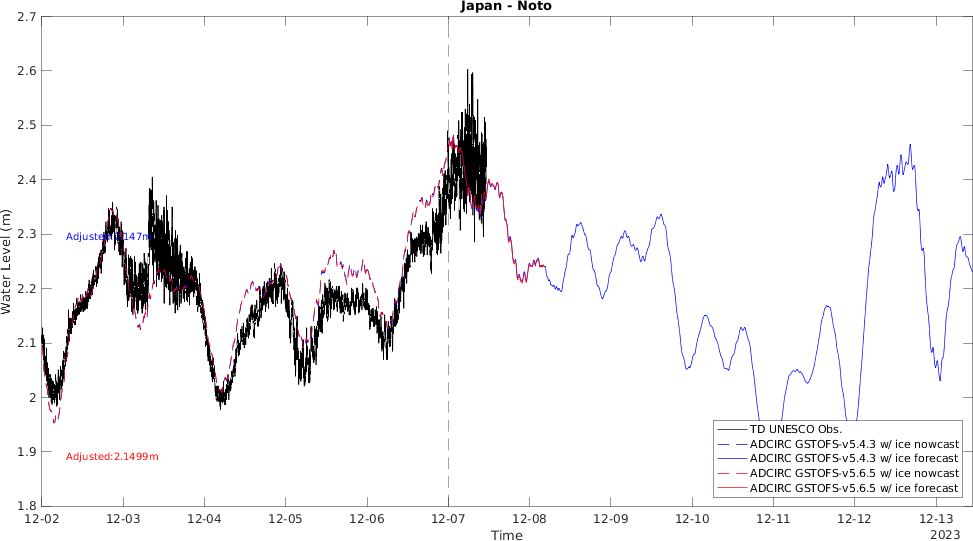 Japan - Noto
2.7
2.6
2.5
2.4
2.3
2.2
2.1
2
1.9
1.8
Water Level (m)
Adjusted:2.1499m
TD UNESCO Obs.
ADCIRC GSTOFS-v5.4.3 w/ ice nowcast
ADCIRC GSTOFS-v5.4.3 w/ ice forecast
ADCIRC GSTOFS-v5.6.5 w/ ice nowcast
ADCIRC GSTOFS-v5.6.5 w/ ice forecast
12-02 12-03 12-04 12-05 12-06 12-07 12-08 12-09 12-10 12-11 12-12 12-13
Time
2023